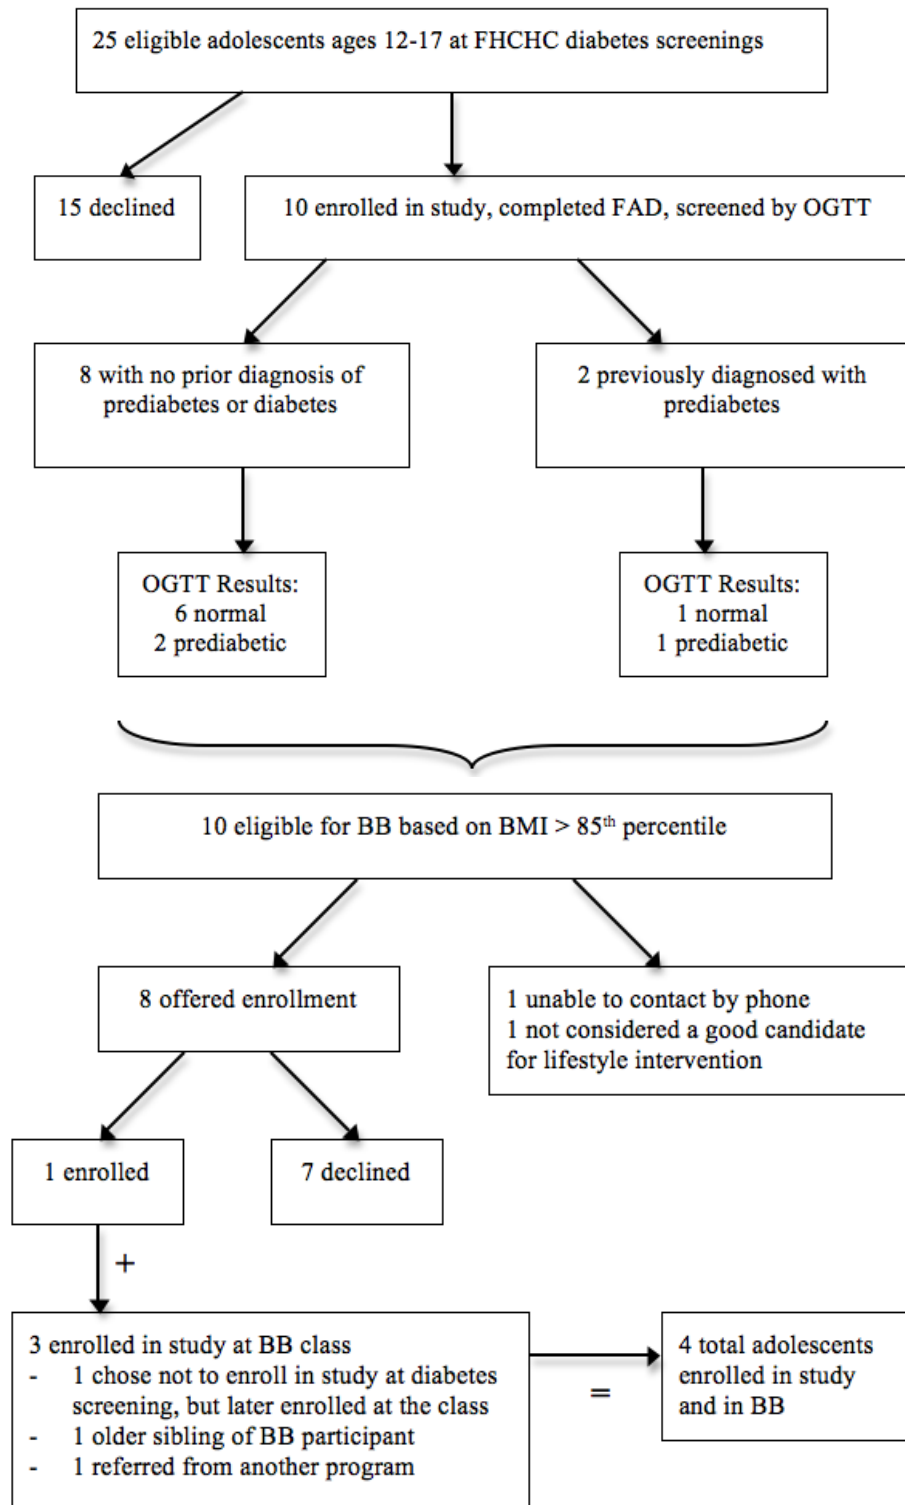 25 eligible adolescents ages 12-17 at FHCHC diabetes screenings
15 declined
10 enrolled in study, completed FAD, screened by OGTT
8 with no prior diagnosis of
prediabetes or diabetes
2 previously diagnosed with
prediabetes
OGTT Results:
6 normal
2 prediabetic
OGTT Results:
1 normal
1 prediabetic
10 eligible for BB based on BMI > 85th percentile
8 offered enrollment
1 unable to contact by phone
1 not considered a good candidate
for lifestyle intervention
1 enrolled
7 declined
+
3 enrolled in study at BB class
- 1 chose not to enroll in study at diabetes
screening, but later enrolled at the class
- 1 older sibling of BB participant
- 1 referred from another program
=
4 total adolescents
enrolled in study
and in BB